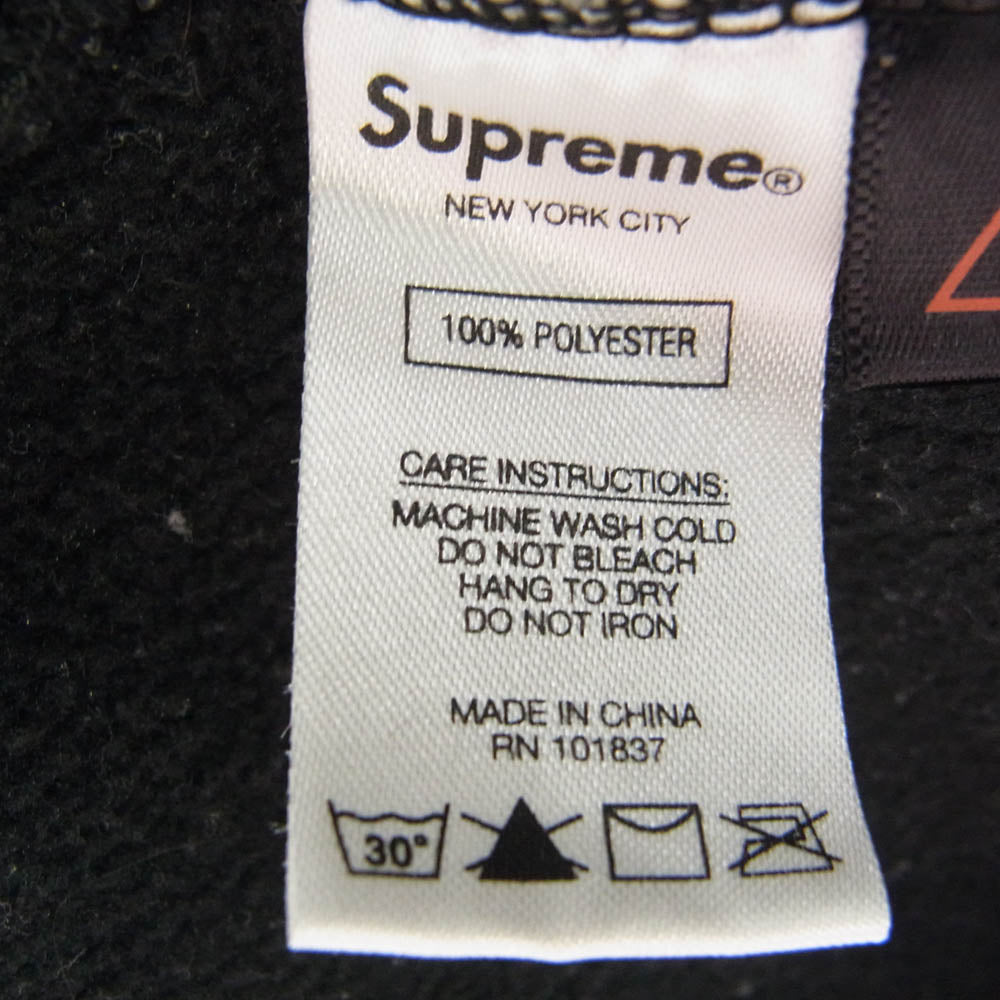 Supreme®
NEW YORK CITY
100% POLYESTER
CARE INSTRUCTIONS:
MACHINE WASH COLD
DO NOT BLEACH
HANG TO DRY
DO NOT IRON
MADE IN CHINA
RN 101837
30°